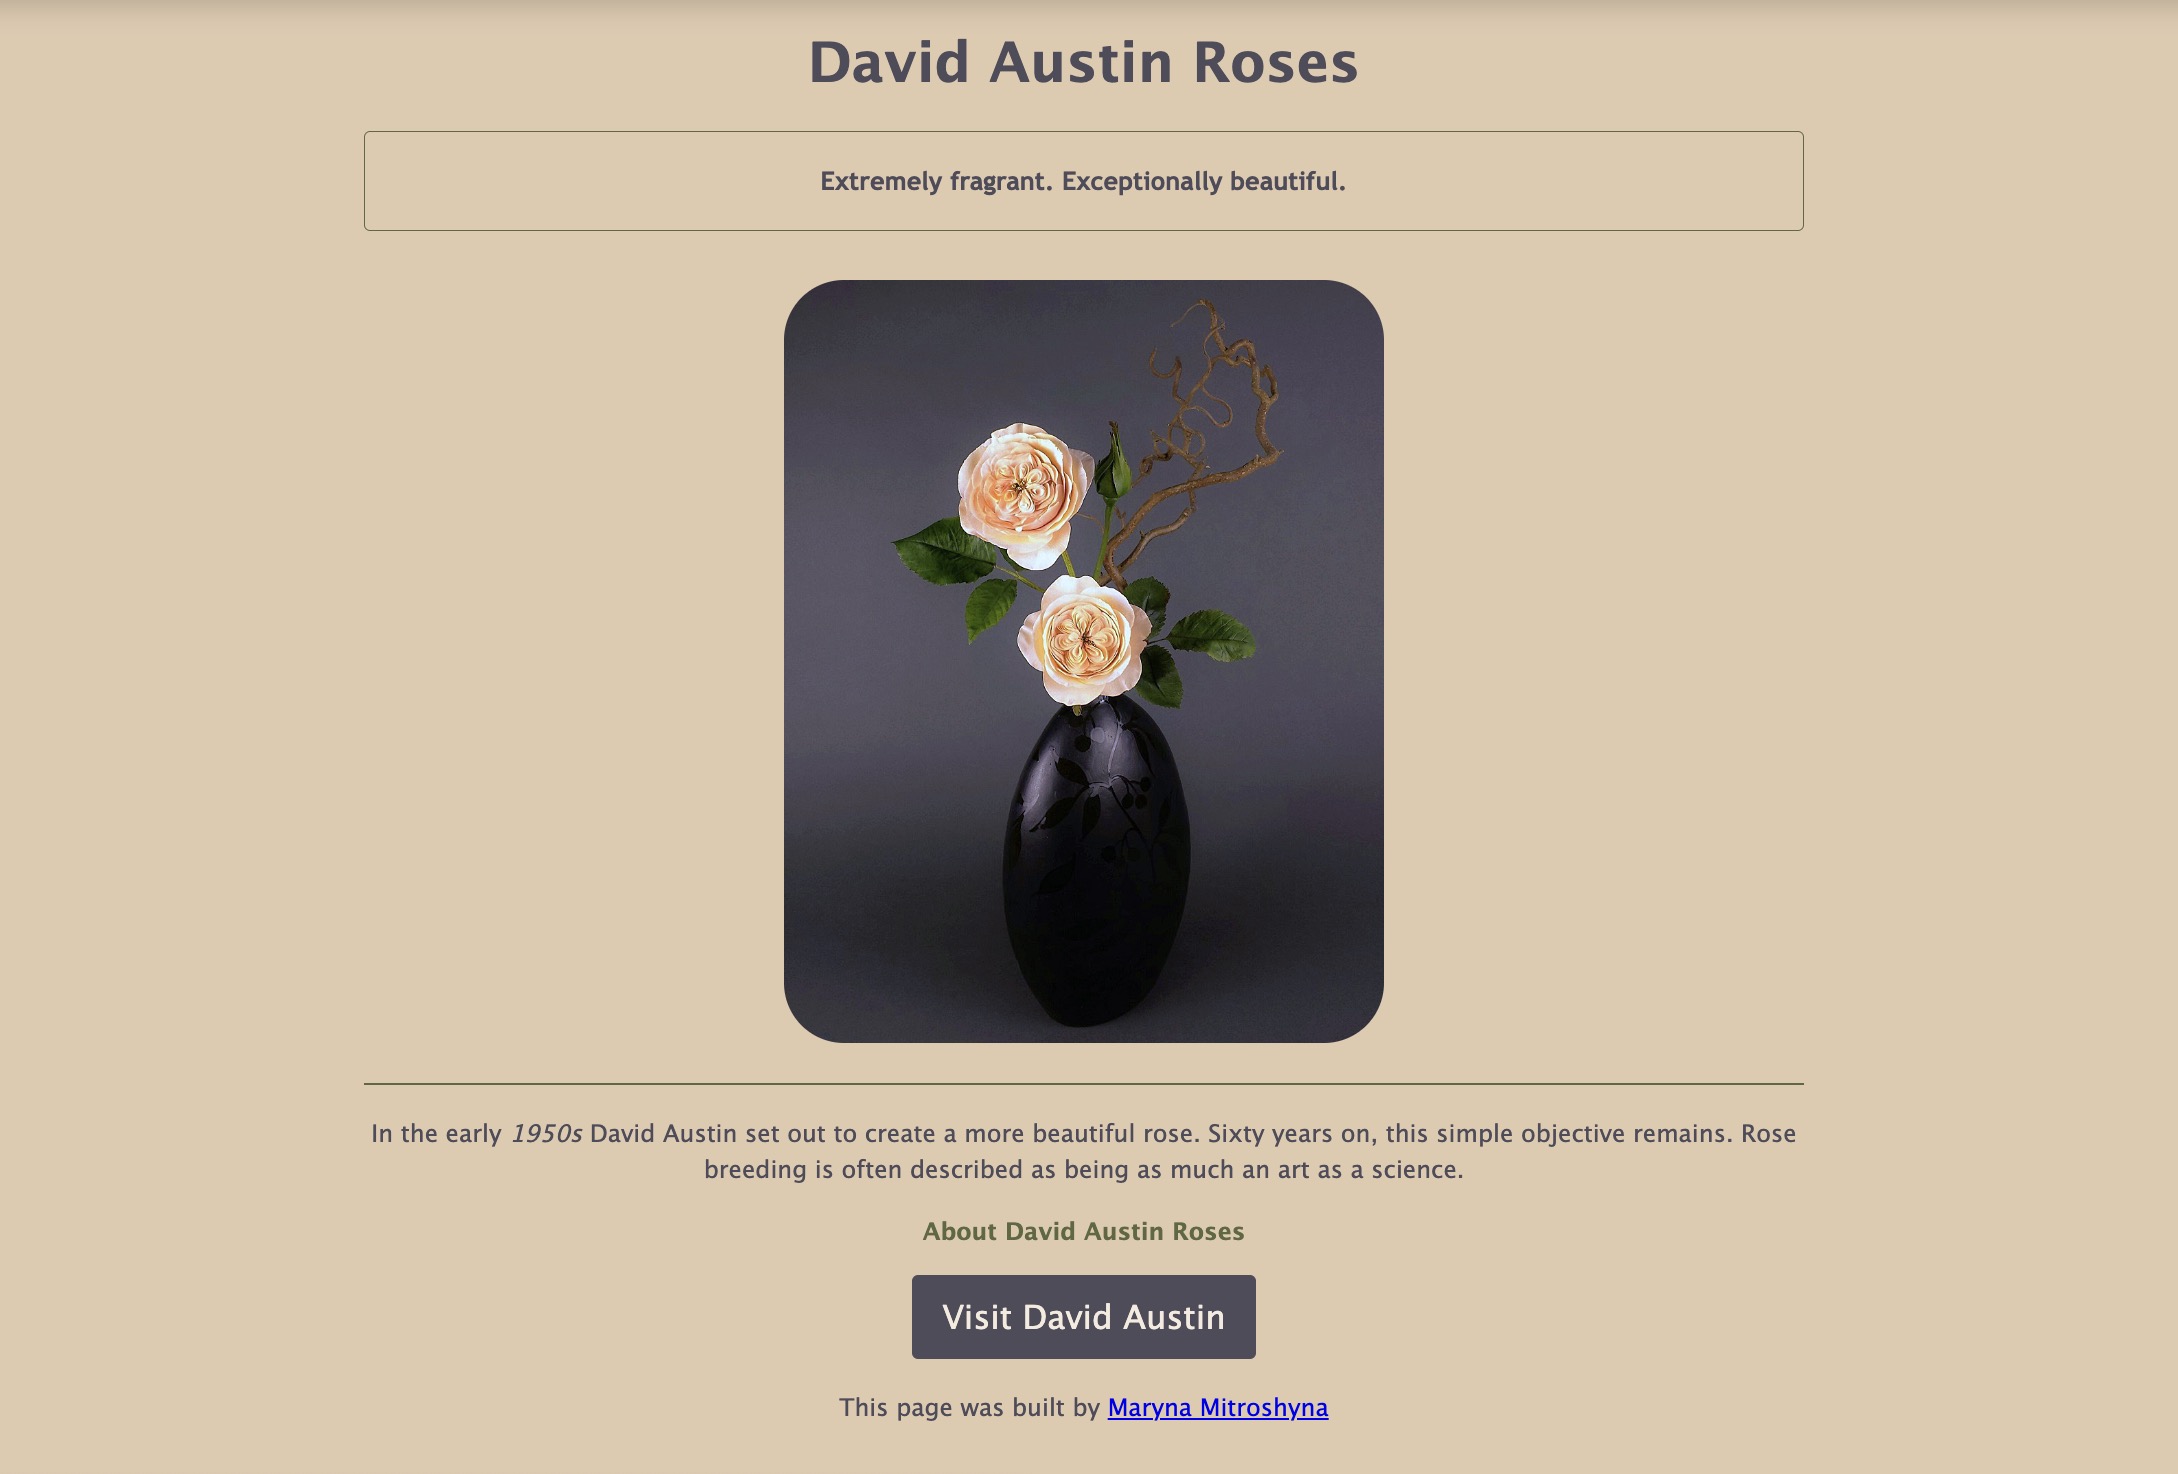 David Austin Roses
Extremely fragrant. Exceptionally beautiful.
In the early 1950s David Austin set out to create a more beautiful rose. Sixty years on, this simple objective remains. Rose
breeding is often described as being as much an art as a science.
About David Austin Roses
Visit David Austin
This page was built by Maryna Mitroshyna